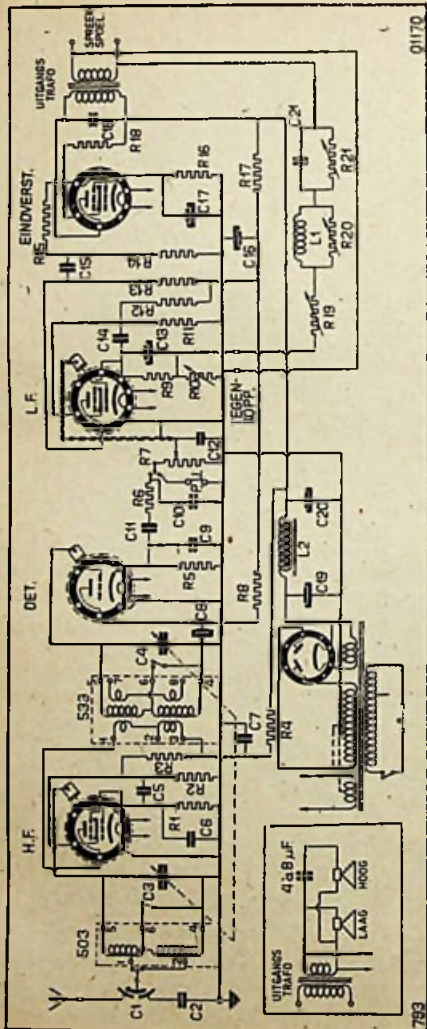 H.F.
DET.
L.F.
EINDVERST.
UITGANGS
TRAFO
SPREEK
SPOEL.
503
533
C1
C2
C3
R1
C6
C5
R2
R3
C7
C4
C8
R5
C9
C11
R6
C10
P.U.
R7
C12
R9
R10
C13
C14
R11
R12
R13
R14
C15
R15
R16
C17
C16
R17
R18
C18
TEGEN-
KOPP.
R8
R4
L2
C19
C20
R19
L1
R20
C21
R21
UITGANGS
TRAFO
4 à 8 µF
LAAG
HOOG
793
01170